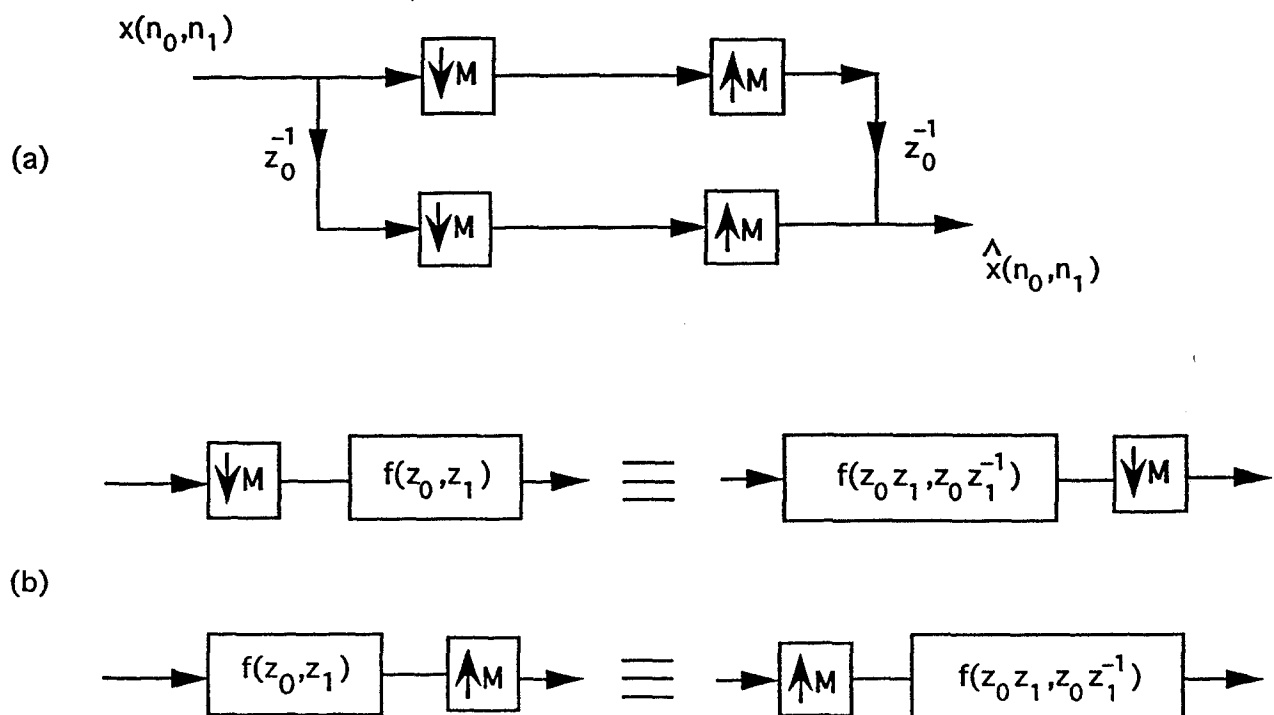 x(n₀,n₁)
↓M ↑M
(a) z₀⁻¹ z₀⁻¹
↓M ↑M
x̂(n₀,n₁)
↓M f(z₀,z₁) ≡ f(z₀z₁,z₀z₁⁻¹) ↓M
(b)
f(z₀,z₁) ↑M ≡ ↑M f(z₀z₁,z₀z₁⁻¹)